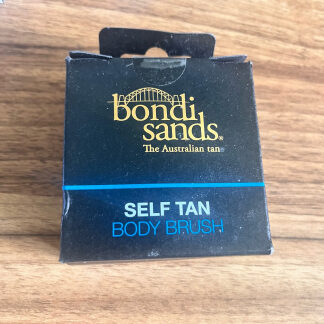 bondi
sands®
The Australian tan
SELF TAN
BODY BRUSH